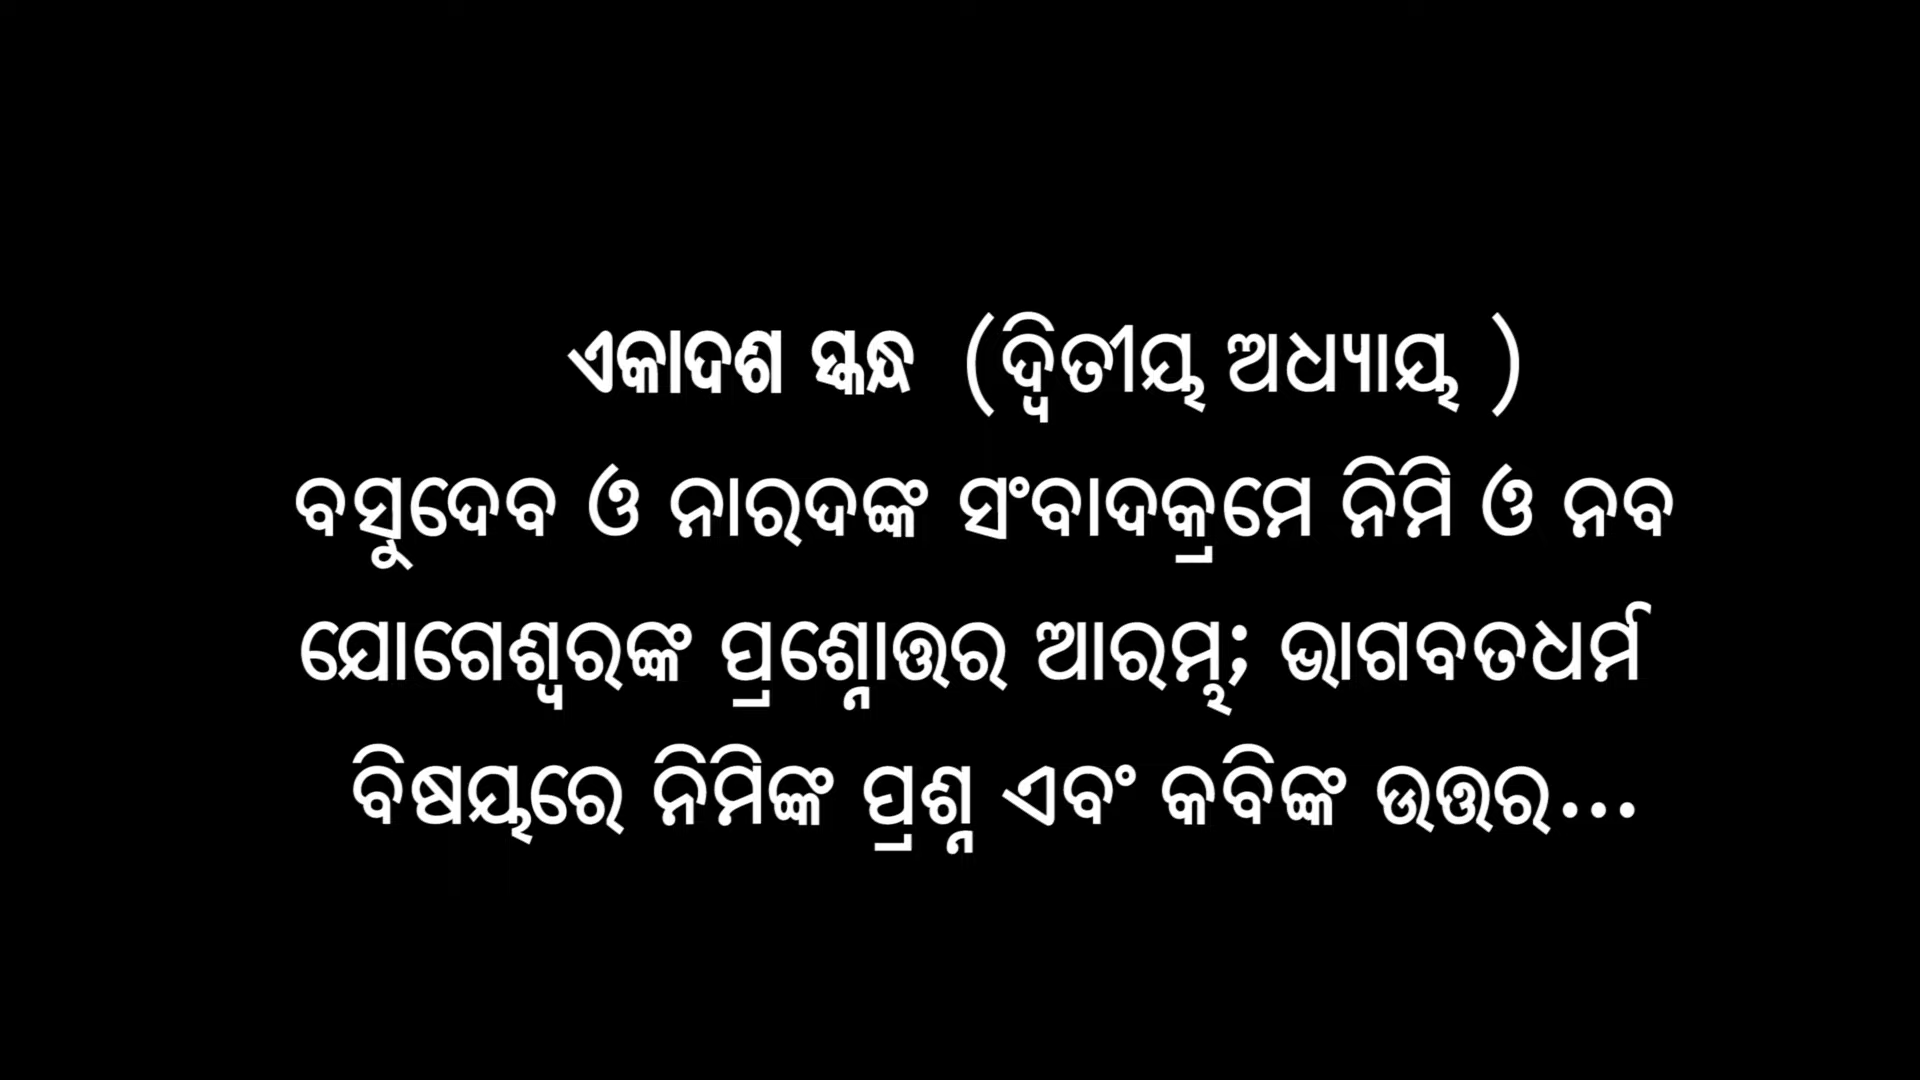 ଏକାଦଶ ସ୍କନ୍ଧ (ଦ୍ୱିତୀୟ ଅଧ୍ୟାୟ )
ବସୁଦେବ ଓ ନାରଦଙ୍କ ସଂବାଦକ୍ରମେ ନିମି ଓ ନବ
ଯୋଗେଶ୍ୱରଙ୍କ ପ୍ରଶ୍ନୋତ୍ତର ଆରମ୍ଭ; ଭାଗବତଧର୍ମ
ବିଷୟରେ ନିମିଙ୍କ ପ୍ରଶ୍ନ ଏବଂ କବିଙ୍କ ଉତ୍ତର...